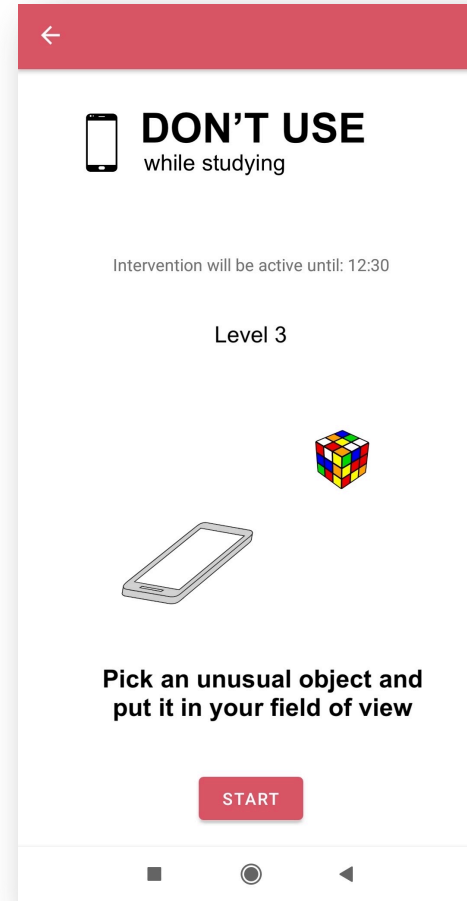 DON'T USE
while studying
Intervention will be active until: 12:30
Level 3
Pick an unusual object and
put it in your field of view
START